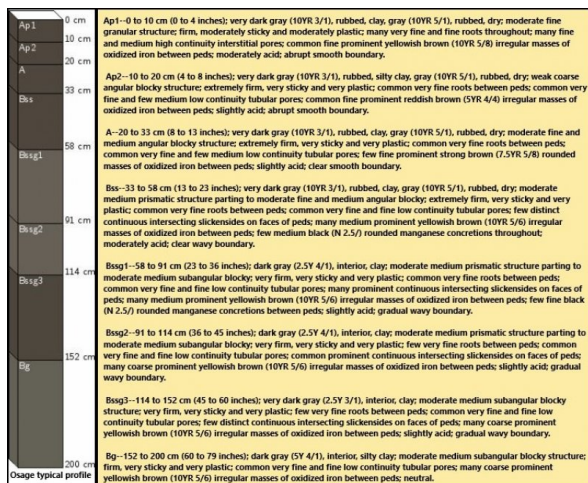 0 cm
Ap1
10 cm
Ap2
20 cm
A
33 cm
Bss
58 cm
Bssg1
91 cm
Bssg2
114 cm
Bssg3
152 cm
Bg
200 cm
Osage typical profile
Ap1--0 to 10 cm (0 to 4 inches); very dark gray (10YR 3/1), rubbed, clay, gray (10YR 5/1), rubbed, dry; moderate fine
granular structure; firm, moderately sticky and moderately plastic; many very fine and fine roots throughout; many fine
and medium high continuity interstitial pores; common fine prominent yellowish brown (10YR 5/8) irregular masses of
oxidized iron between peds; moderately acid; abrupt smooth boundary.
Ap2--10 to 20 cm (4 to 8 inches); very dark gray (10YR 3/1), rubbed, silty clay, gray (10YR 5/1), rubbed, dry; weak coarse
angular blocky structure; extremely firm, very sticky and very plastic; common very fine roots between peds; common very
fine and few medium low continuity tubular pores; common fine prominent reddish brown (5YR 4/4) irregular masses of
oxidized iron between peds; slightly acid; abrupt smooth boundary.
A--20 to 33 cm (8 to 13 inches); very dark gray (10YR 3/1), rubbed, clay, gray (10YR 5/1), rubbed, dry; moderate fine and
medium angular blocky structure; extremely firm, very sticky and very plastic; common very fine roots between peds;
common very fine and few medium low continuity tubular pores; few fine prominent strong brown (7.5YR 5/8) rounded
masses of oxidized iron between peds; slightly acid; clear smooth boundary.
Bss--33 to 58 cm (13 to 23 inches); very dark gray (10YR 3/1), rubbed, clay, gray (10YR 5/1), rubbed, dry; moderate
medium prismatic structure parting to moderate fine and medium angular blocky; extremely firm, very sticky and very
plastic; common very fine roots between peds; common very fine and fine low continuity tubular pores; few distinct
continuous intersecting slickensides on faces of peds; many medium prominent yellowish brown (10YR 5/6) irregular
masses of oxidized iron between peds; few medium black (N 2.5/) rounded manganese concretions throughout;
moderately acid; clear wavy boundary.
Bssg1--58 to 91 cm (23 to 36 inches); dark gray (2.5Y 4/1), interior, clay; moderate medium prismatic structure parting to
moderate medium subangular blocky; very firm, very sticky and very plastic; common very fine roots between peds;
common very fine and fine low continuity tubular pores; many prominent continuous intersecting slickensides on faces of
peds; many medium prominent yellowish brown (10YR 5/6) irregular masses of oxidized iron between peds; few fine black
(N 2.5/) rounded manganese concretions between peds; slightly acid; gradual wavy boundary.
Bssg2--91 to 114 cm (36 to 45 inches); dark gray (2.5Y 4/1), interior, clay; moderate medium prismatic structure parting to
moderate medium subangular blocky; very firm, very sticky and very plastic; few very fine roots between peds; common
very fine and fine low continuity tubular pores; common prominent continuous intersecting slickensides on faces of peds;
many coarse prominent yellowish brown (10YR 5/6) irregular masses of oxidized iron between peds; slightly acid; gradual
wavy boundary.
Bssg3--114 to 152 cm (45 to 60 inches); very dark gray (2.5Y 3/1), interior, clay; moderate medium subangular blocky
structure; very firm, very sticky and very plastic; few very fine roots between peds; common very fine and fine low
continuity tubular pores; few distinct continuous intersecting slickensides on faces of peds; many coarse prominent
yellowish brown (10YR 5/6) irregular masses of oxidized iron between peds; slightly acid; gradual wavy boundary.
Bg--152 to 200 cm (60 to 79 inches); dark gray (5Y 4/1), interior, silty clay; moderate medium subangular blocky structure;
firm, very sticky and very plastic; common very fine and fine low continuity tubular pores; many coarse prominent
yellowish brown (10YR 5/6) irregular masses of oxidized iron between peds; neutral.